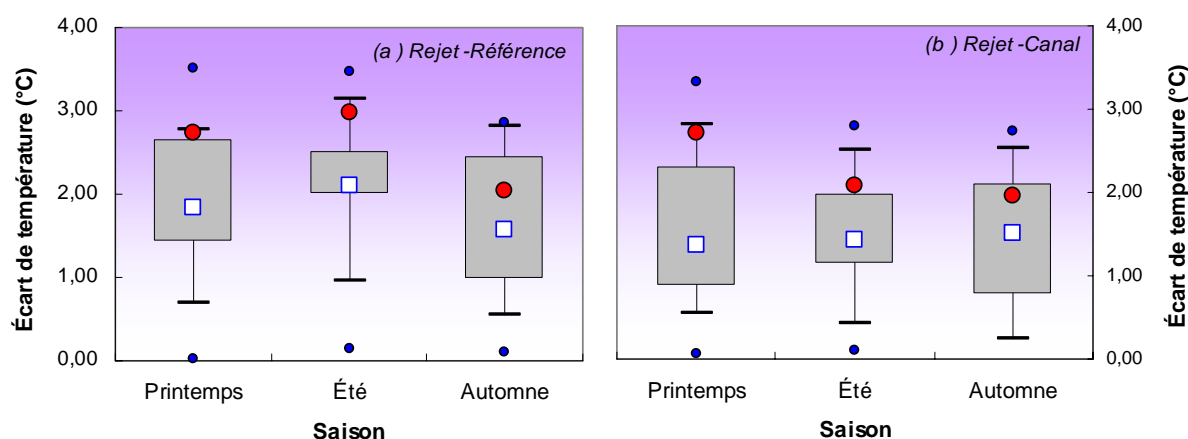 4,00
3,00
2,00
1,00
0,00
Écart de température (°C)
(a ) Rejet -Référence
Printemps Été Automne
Saison
(b ) Rejet -Canal
Printemps Été Automne
Saison
4,00
3,00
2,00
1,00
0,00
Écart de température (°C)